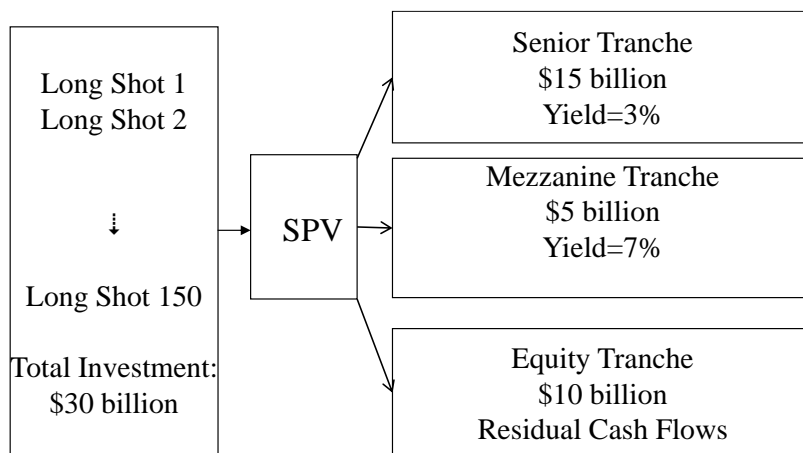 Long Shot 1
Long Shot 2
Long Shot 150
Total Investment:
$30 billion
SPV
Senior Tranche
$15 billion
Yield=3%
Mezzanine Tranche
$5 billion
Yield=7%
Equity Tranche
$10 billion
Residual Cash Flows